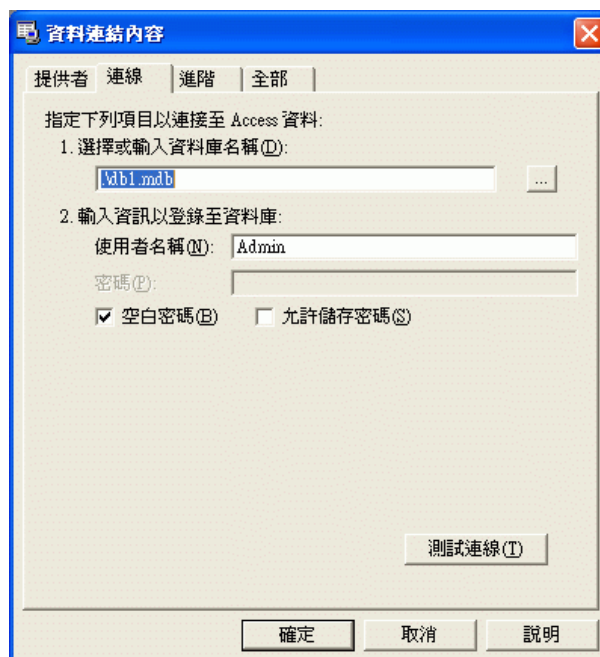 資料連結內容
提供者 連線 進階 全部
指定下列項目以連接至 Access 資料:
1. 選擇或輸入資料庫名稱(D):
.\db1.mdb ...
2. 輸入資訊以登錄至資料庫:
使用者名稱(N): Admin
密碼(P):
空白密碼(B) 允許儲存密碼(S)
測試連線(T)
確定 取消 說明